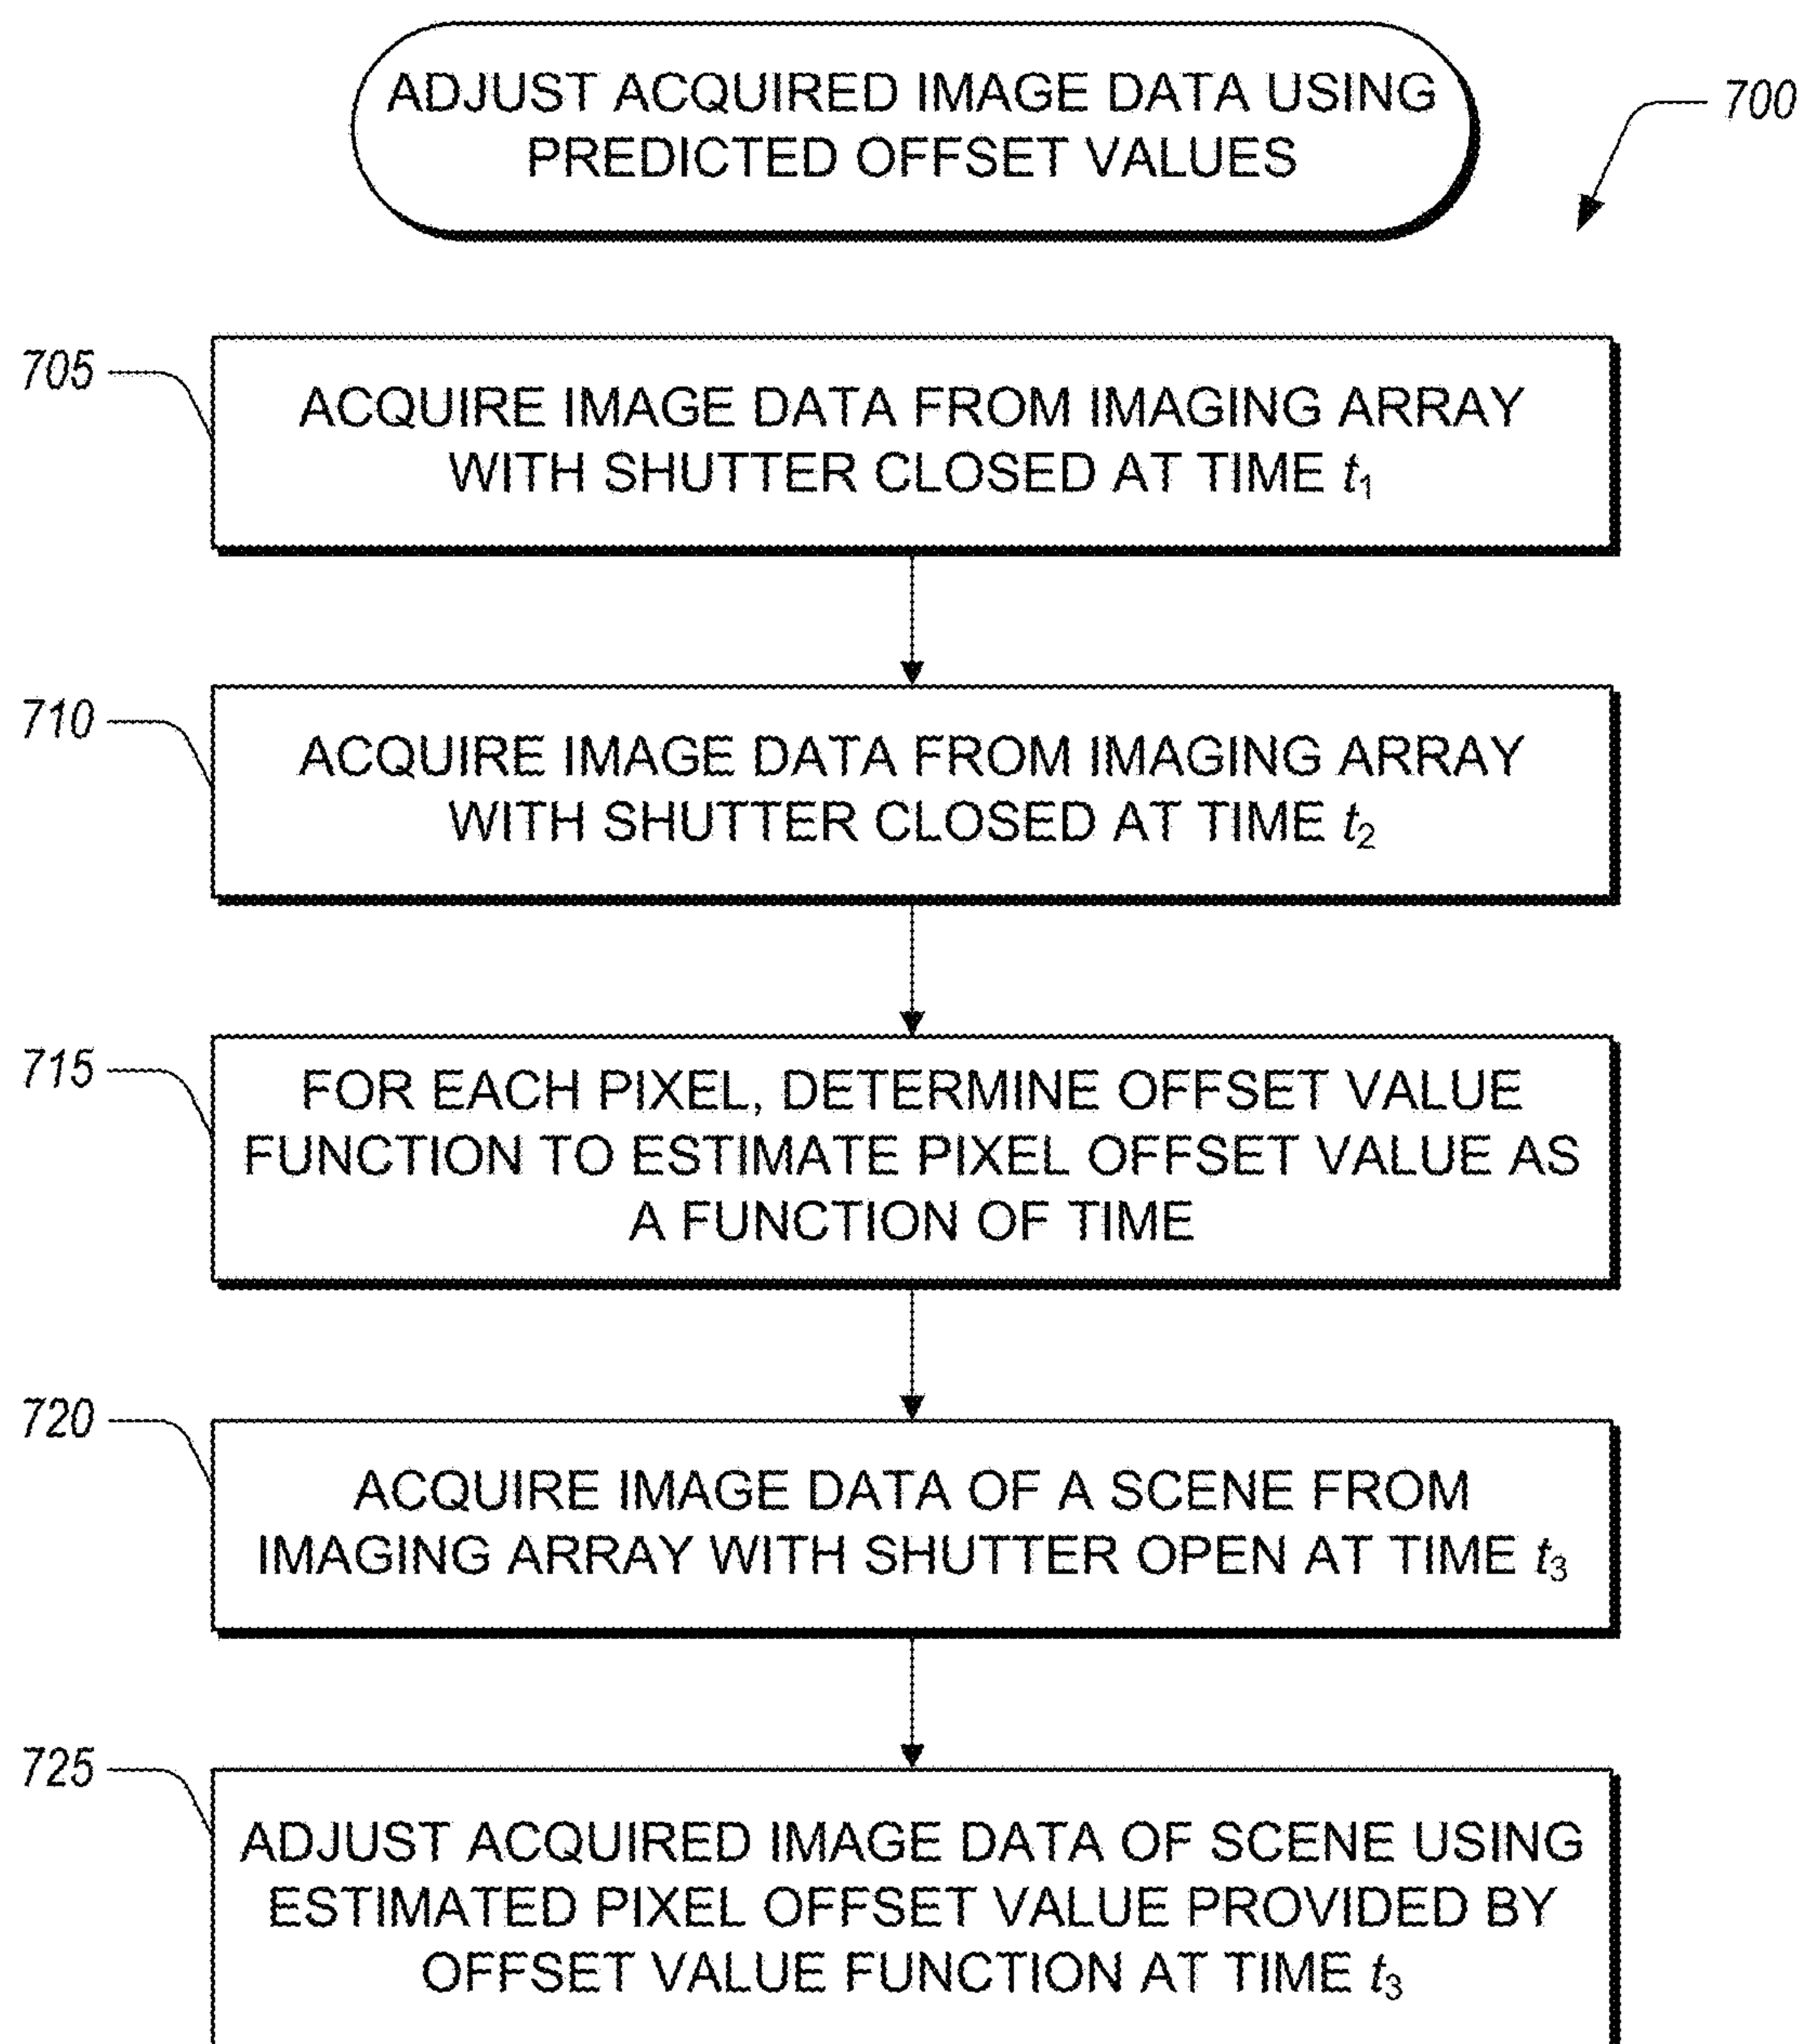 ADJUST ACQUIRED IMAGE DATA USING
PREDICTED OFFSET VALUES
700
705
ACQUIRE IMAGE DATA FROM IMAGING ARRAY
WITH SHUTTER CLOSED AT TIME t₁
710
ACQUIRE IMAGE DATA FROM IMAGING ARRAY
WITH SHUTTER CLOSED AT TIME t₂
715
FOR EACH PIXEL, DETERMINE OFFSET VALUE
FUNCTION TO ESTIMATE PIXEL OFFSET VALUE AS
A FUNCTION OF TIME
720
ACQUIRE IMAGE DATA OF A SCENE FROM
IMAGING ARRAY WITH SHUTTER OPEN AT TIME t₃
725
ADJUST ACQUIRED IMAGE DATA OF SCENE USING
ESTIMATED PIXEL OFFSET VALUE PROVIDED BY
OFFSET VALUE FUNCTION AT TIME t₃